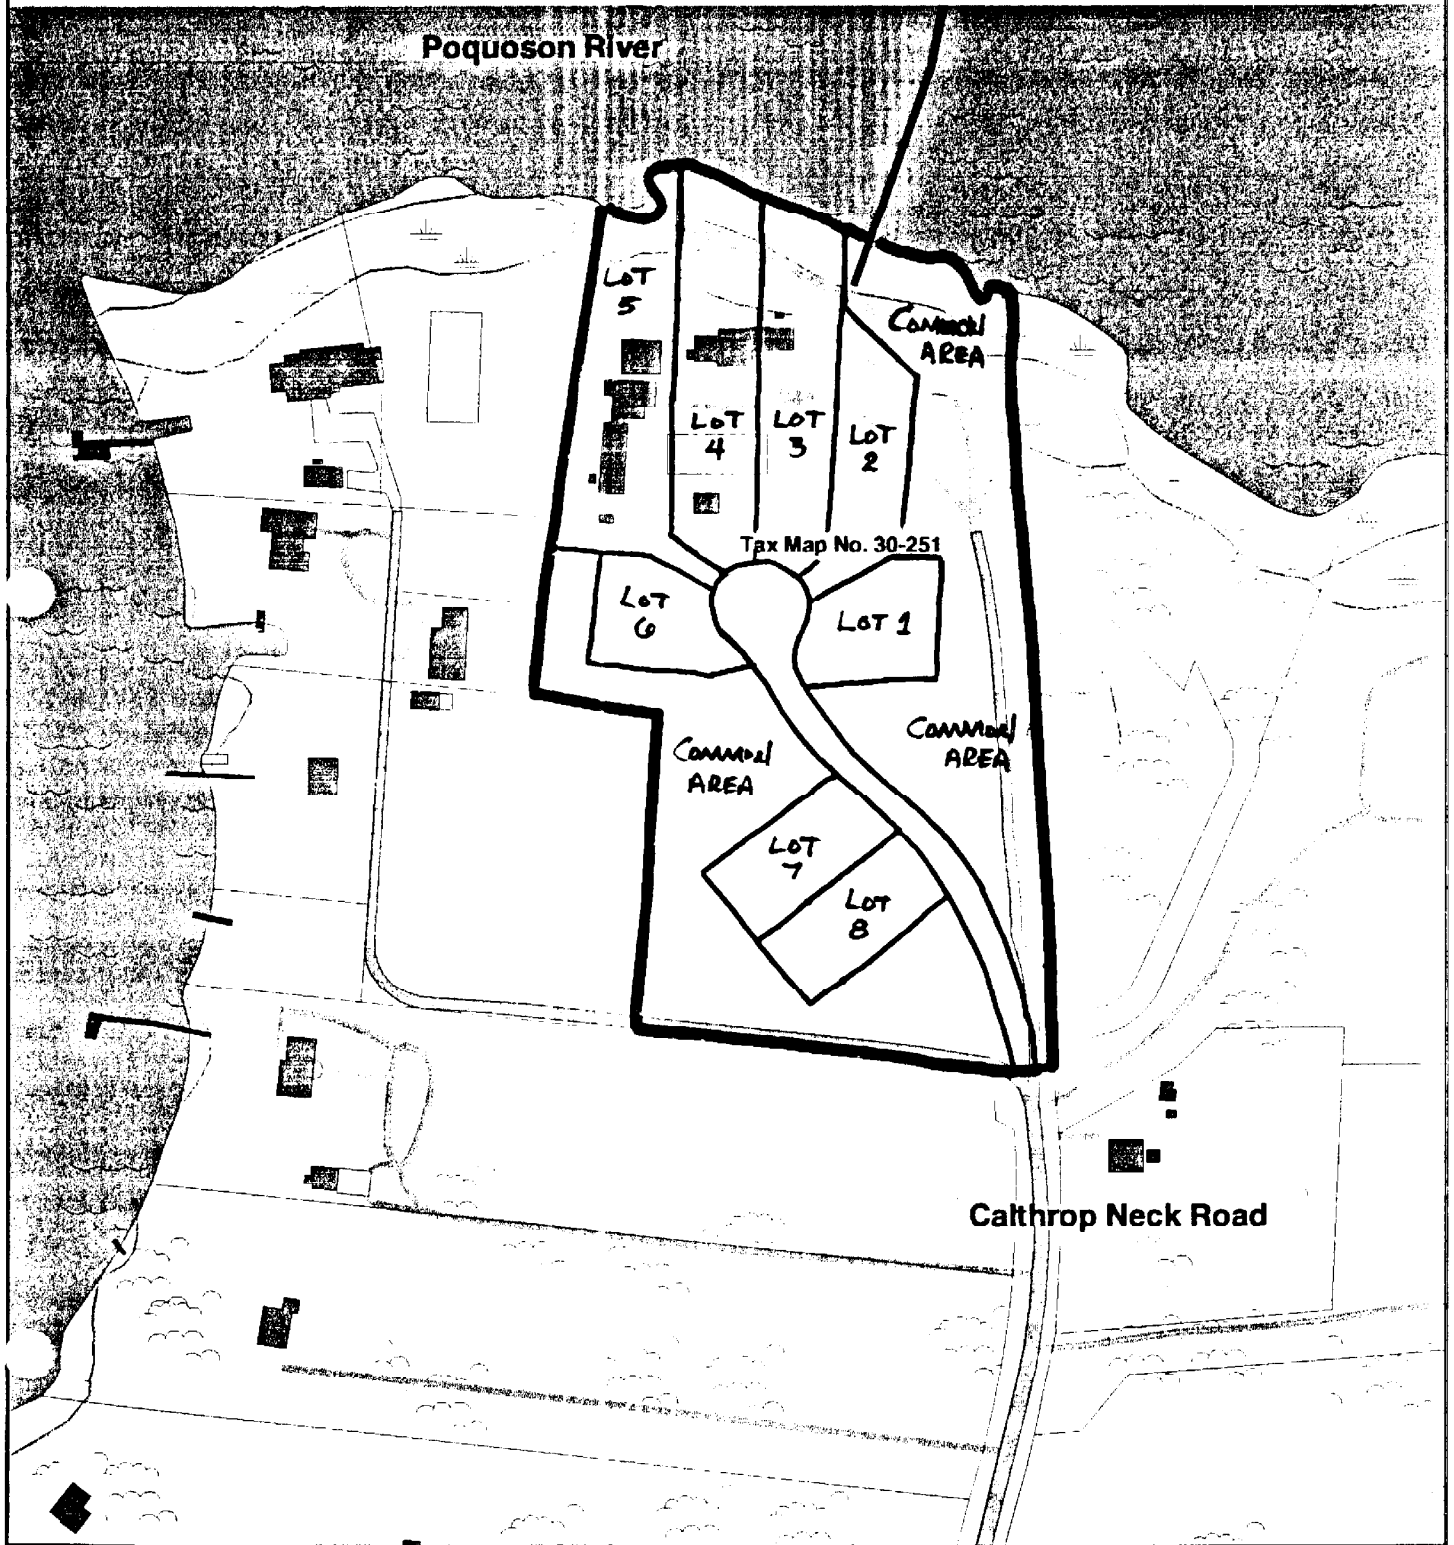 Poquoson River
LOT
5
COMMON
AREA
LOT
4
LOT
3
LOT
2
Tax Map No. 30-251
LOT
6
LOT 1
COMMON
AREA
COMMON
AREA
LOT
7
LOT
8
Calthrop Neck Road